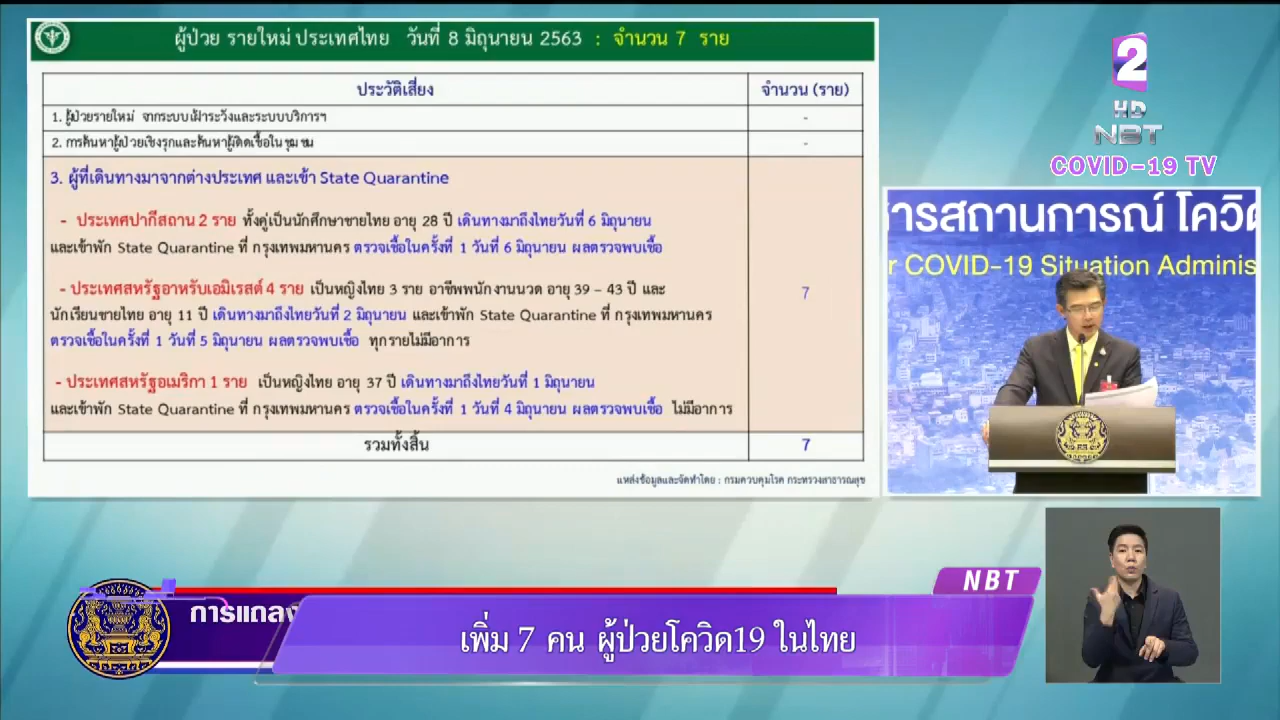 ผู้ป่วย รายใหม่ ประเทศไทย วันที่ 8 มิถุนายน 2563 : จำนวน 7 ราย
ประวัติเสี่ยง จำนวน (ราย)
1. ผู้ป่วยรายใหม่ จากระบบเฝ้าระวังและระบบบริการฯ -
2. การค้นหาผู้ป่วยเชิงรุกและค้นหาผู้ติดเชื้อในชุมชน -
3. ผู้ที่เดินทางมาจากต่างประเทศ และเข้า State Quarantine
- ประเทศปากีสถาน 2 ราย ทั้งคู่เป็นนักศึกษาชายไทย อายุ 28 ปี เดินทางมาถึงไทยวันที่ 6 มิถุนายน
และเข้าพัก State Quarantine ที่ กรุงเทพมหานคร ตรวจเชื้อในครั้งที่ 1 วันที่ 6 มิถุนายน ผลตรวจพบเชื้อ
- ประเทศสหรัฐอาหรับเอมิเรสต์ 4 ราย เป็นหญิงไทย 3 ราย อาชีพพนักงานนวด อายุ 39 – 43 ปี และ
7
นักเรียนชายไทย อายุ 11 ปี เดินทางมาถึงไทยวันที่ 2 มิถุนายน และเข้าพัก State Quarantine ที่ กรุงเทพมหานคร
ตรวจเชื้อในครั้งที่ 1 วันที่ 5 มิถุนายน ผลตรวจพบเชื้อ ทุกรายไม่มีอาการ
- ประเทศสหรัฐอเมริกา 1 ราย เป็นหญิงไทย อายุ 37 ปี เดินทางมาถึงไทยวันที่ 1 มิถุนายน
และเข้าพัก State Quarantine ที่ กรุงเทพมหานคร ตรวจเชื้อในครั้งที่ 1 วันที่ 4 มิถุนายน ผลตรวจพบเชื้อ ไม่มีอาการ
รวมทั้งสิ้น 7
แหล่งข้อมูลและจัดทำโดย : กรมควบคุมโรค กระทรวงสาธารณสุข
2
HD
NBT
COVID-19 TV
ารสถานการณ์ โควิด
r COVID-19 Situation Adminis
NBT
การแถลง
เพิ่ม 7 คน ผู้ป่วยโควิด19 ในไทย